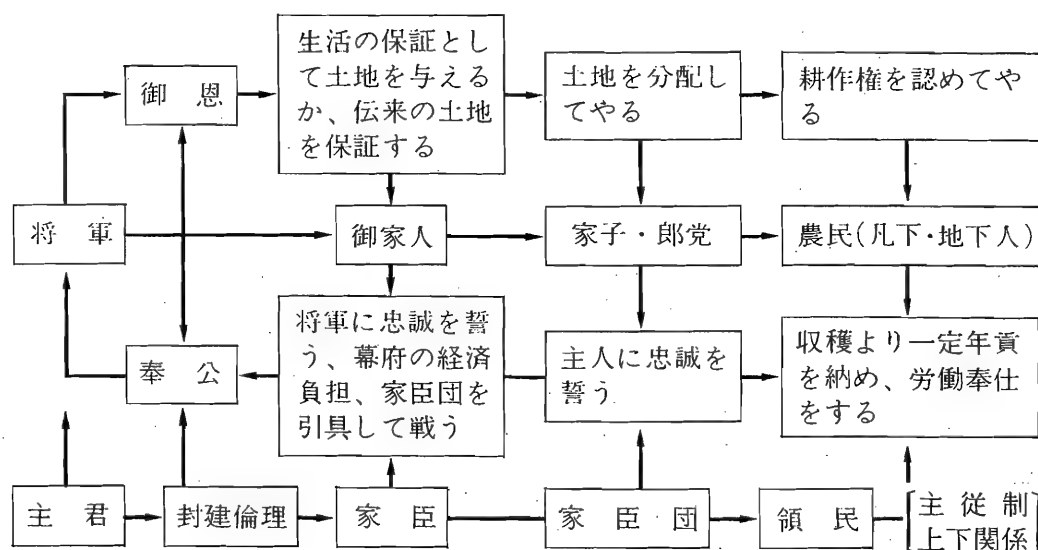 御恩
生活の保証とし
て土地を与える
か、伝来の土地
を保証する
土地を分配し
てやる
耕作権を認めてや
る
将軍
御家人
家子・郎党
農民(凡下・地下人)
奉公
将軍に忠誠を誓
う、幕府の経済
負担、家臣団を
引具して戦う
主人に忠誠を
誓う
収穫より一定年貢
を納め、労働奉仕
をする
主君
封建倫理
家臣
家臣団
領民
主従制
上下関係